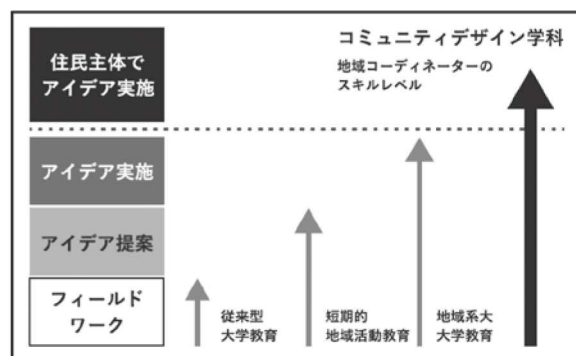 住民主体で
アイデア実施
コミュニティデザイン学科
地域コーディネーターの
スキルレベル
アイデア実施
アイデア提案
フィールド
ワーク
従来型
大学教育
短期的
地域活動教育
地域系大
大学教育